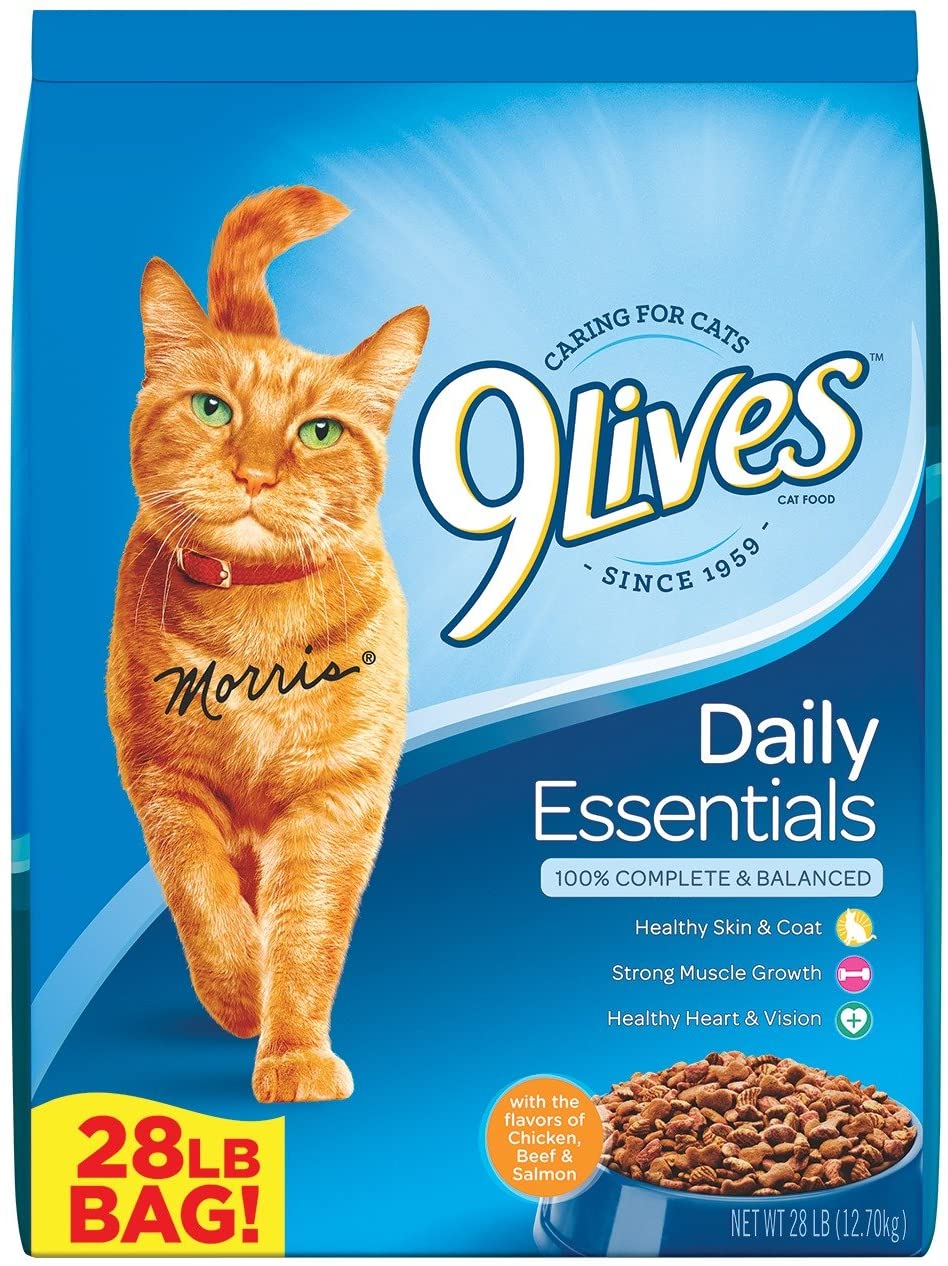 CARING FOR CATS
9Lives™
CAT FOOD
- SINCE 1959 -
Morris®
Daily
Essentials
100% COMPLETE & BALANCED
Healthy Skin & Coat
Strong Muscle Growth
Healthy Heart & Vision
with the
flavors of
Chicken,
Beef &
Salmon
28LB
BAG!
NET WT 28 LB (12.70kg)